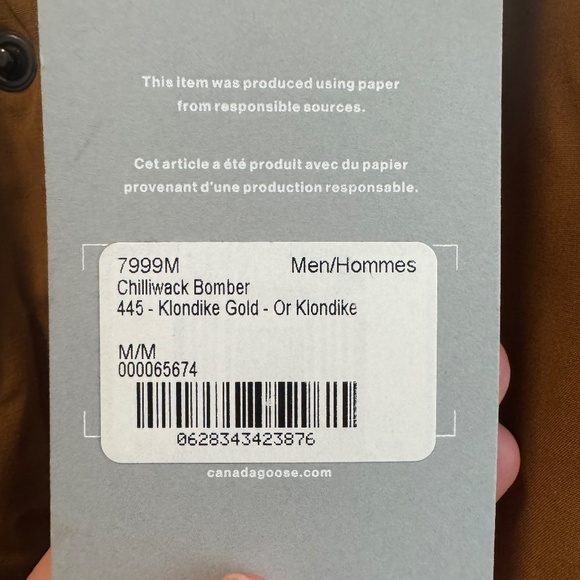 This item was produced using paper
from responsible sources.
Cet article a été produit avec du papier
provenant d'une production responsable.
7999M Men/Hommes
Chilliwack Bomber
445 - Klondike Gold - Or Klondike
M/M
000065674
0628343423876
canadagoose.com